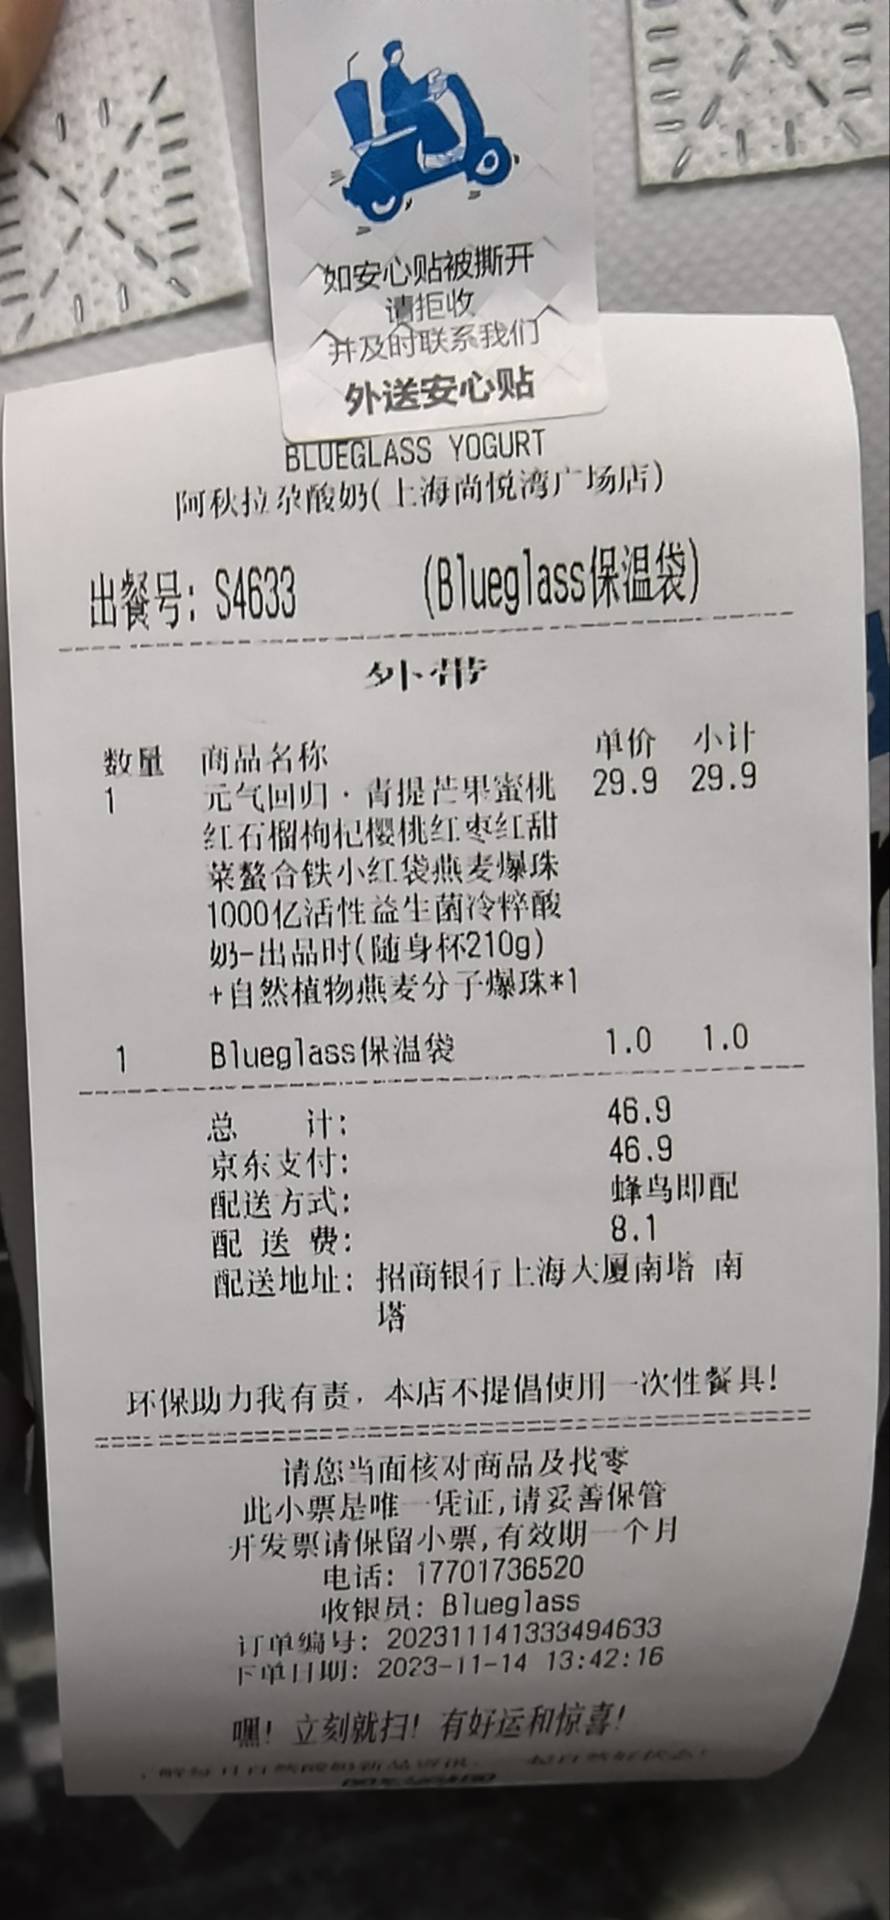 如安心贴被撕开
请拒收
并及时联系我们
外送安心贴
BLUEGLASS YOGURT
阿秋拉尕酸奶(上海尚悦湾广场店)
出餐号: S4633 (Blueglass保温袋)
外带
数量 商品名称 单价 小计
1 元气回归·青提芒果蜜桃 29.9 29.9
红石榴枸杞樱桃红枣红甜
菜螯合铁小红袋燕麦爆珠
1000亿活性益生菌冷粹酸
奶-出品时(随身杯210g)
+自然植物燕麦分子爆珠*1
1 Blueglass保温袋 1.0 1.0
总 计: 46.9
京东支付: 46.9
配送方式: 蜂鸟即配
配 送 费: 8.1
配送地址: 招商银行上海大厦南塔 南
塔
环保助力我有责，本店不提倡使用一次性餐具!
请您当面核对商品及找零
此小票是唯一凭证,请妥善保管
开发票请保留小票,有效期一个月
电话: 17701736520
收银员: Blueglass
订单编号: 202311141333494633
下单日期: 2023-11-14 13:42:16
嘿! 立刻就扫! 有好运和惊喜!